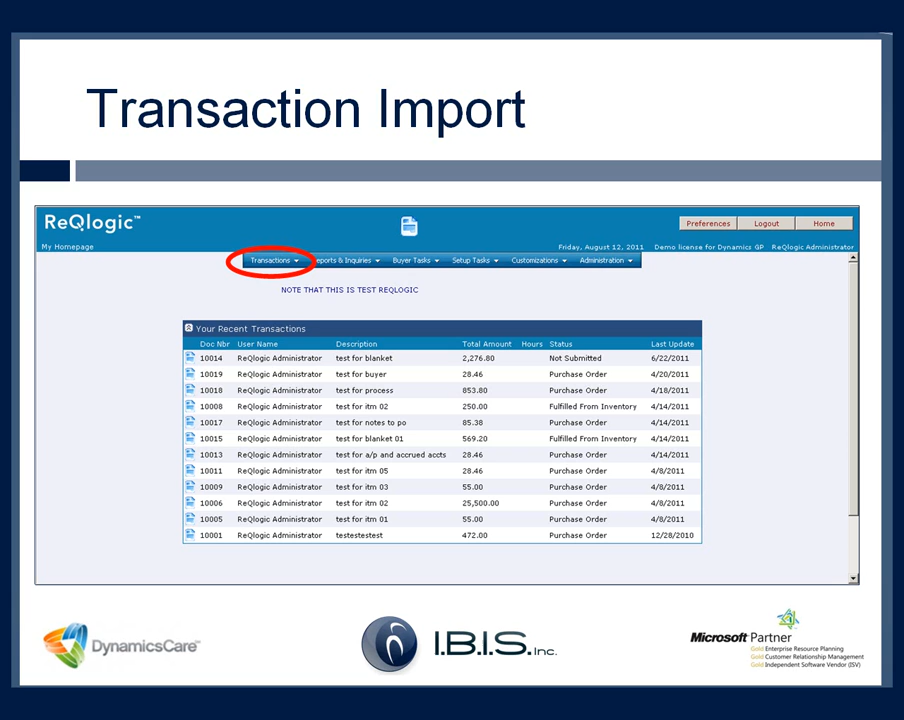 Transaction Import
ReQlogic™
Preferences Logout Home
My Homepage Friday, August 12, 2011 Demo license for Dynamics GP ReQlogic Administrator
Transactions eports & Inquiries Buyer Tasks Setup Tasks Customizations Administration
NOTE THAT THIS IS TEST REQLOGIC
Your Recent Transactions
Doc Nbr User Name Description Total Amount Hours Status Last Update
10014 ReQlogic Administrator test for blanket 2,276.80 Not Submitted 6/22/2011
10019 ReQlogic Administrator test for buyer 28.46 Purchase Order 4/20/2011
10018 ReQlogic Administrator test for process 853.80 Purchase Order 4/18/2011
10008 ReQlogic Administrator test for itm 02 250.00 Fulfilled From Inventory 4/14/2011
10017 ReQlogic Administrator test for notes to po 85.38 Purchase Order 4/14/2011
10015 ReQlogic Administrator test for blanket 01 569.20 Fulfilled From Inventory 4/14/2011
10013 ReQlogic Administrator test for a/p and accrued accts 28.46 Purchase Order 4/14/2011
10011 ReQlogic Administrator test for itm 05 28.46 Purchase Order 4/8/2011
10009 ReQlogic Administrator test for itm 03 55.00 Purchase Order 4/8/2011
10006 ReQlogic Administrator test for itm 02 25,500.00 Purchase Order 4/8/2011
10005 ReQlogic Administrator test for itm 01 55.00 Purchase Order 4/8/2011
10001 ReQlogic Administrator testestestest 472.00 Purchase Order 12/28/2010
DynamicsCare™
I.B.I.S. Inc.
Microsoft Partner
Gold Enterprise Resource Planning
Gold Customer Relationship Management
Gold Independent Software Vendor (ISV)